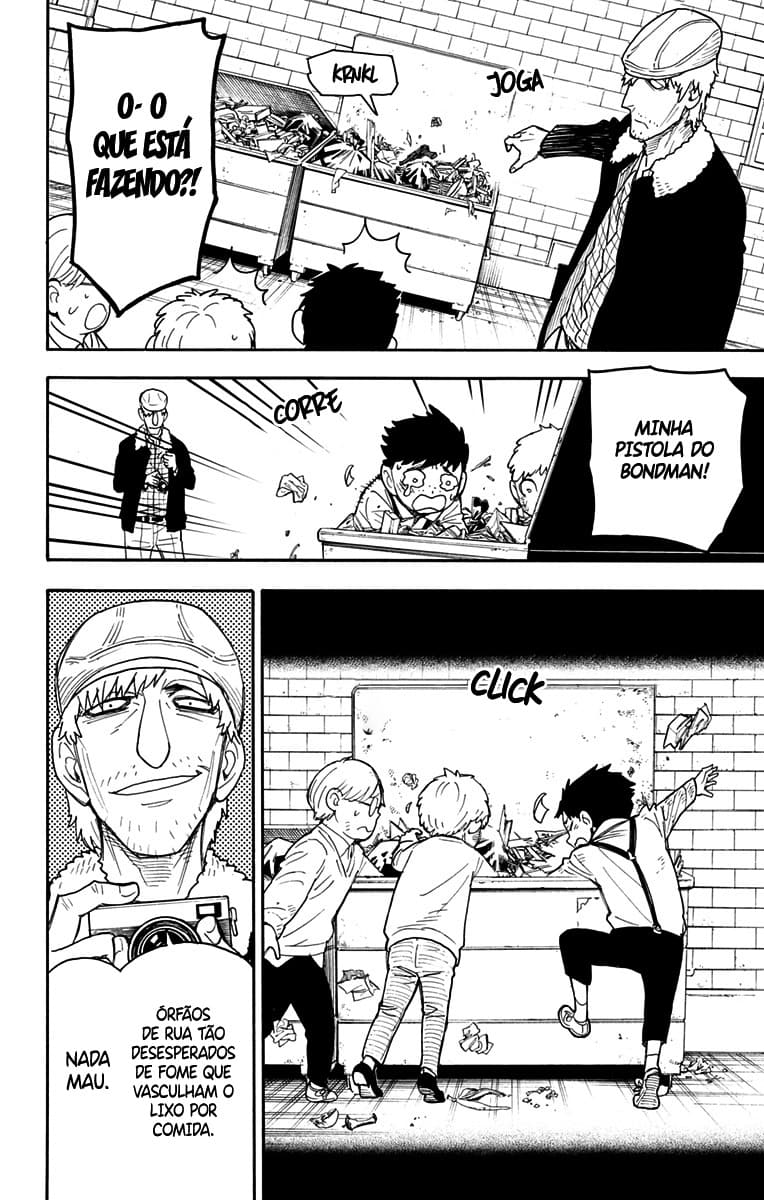 JOGA
KRNKL
O- O
QUE ESTÁ
FAZENDO?!
MINHA
PISTOLA DO
BONDMAN!
CORRE
CLICK
ÓRFÃOS
DE RUA TÃO
DESESPERADOS
DE FOME QUE
VASCULHAM O
LIXO POR
COMIDA.
NADA
MAU.